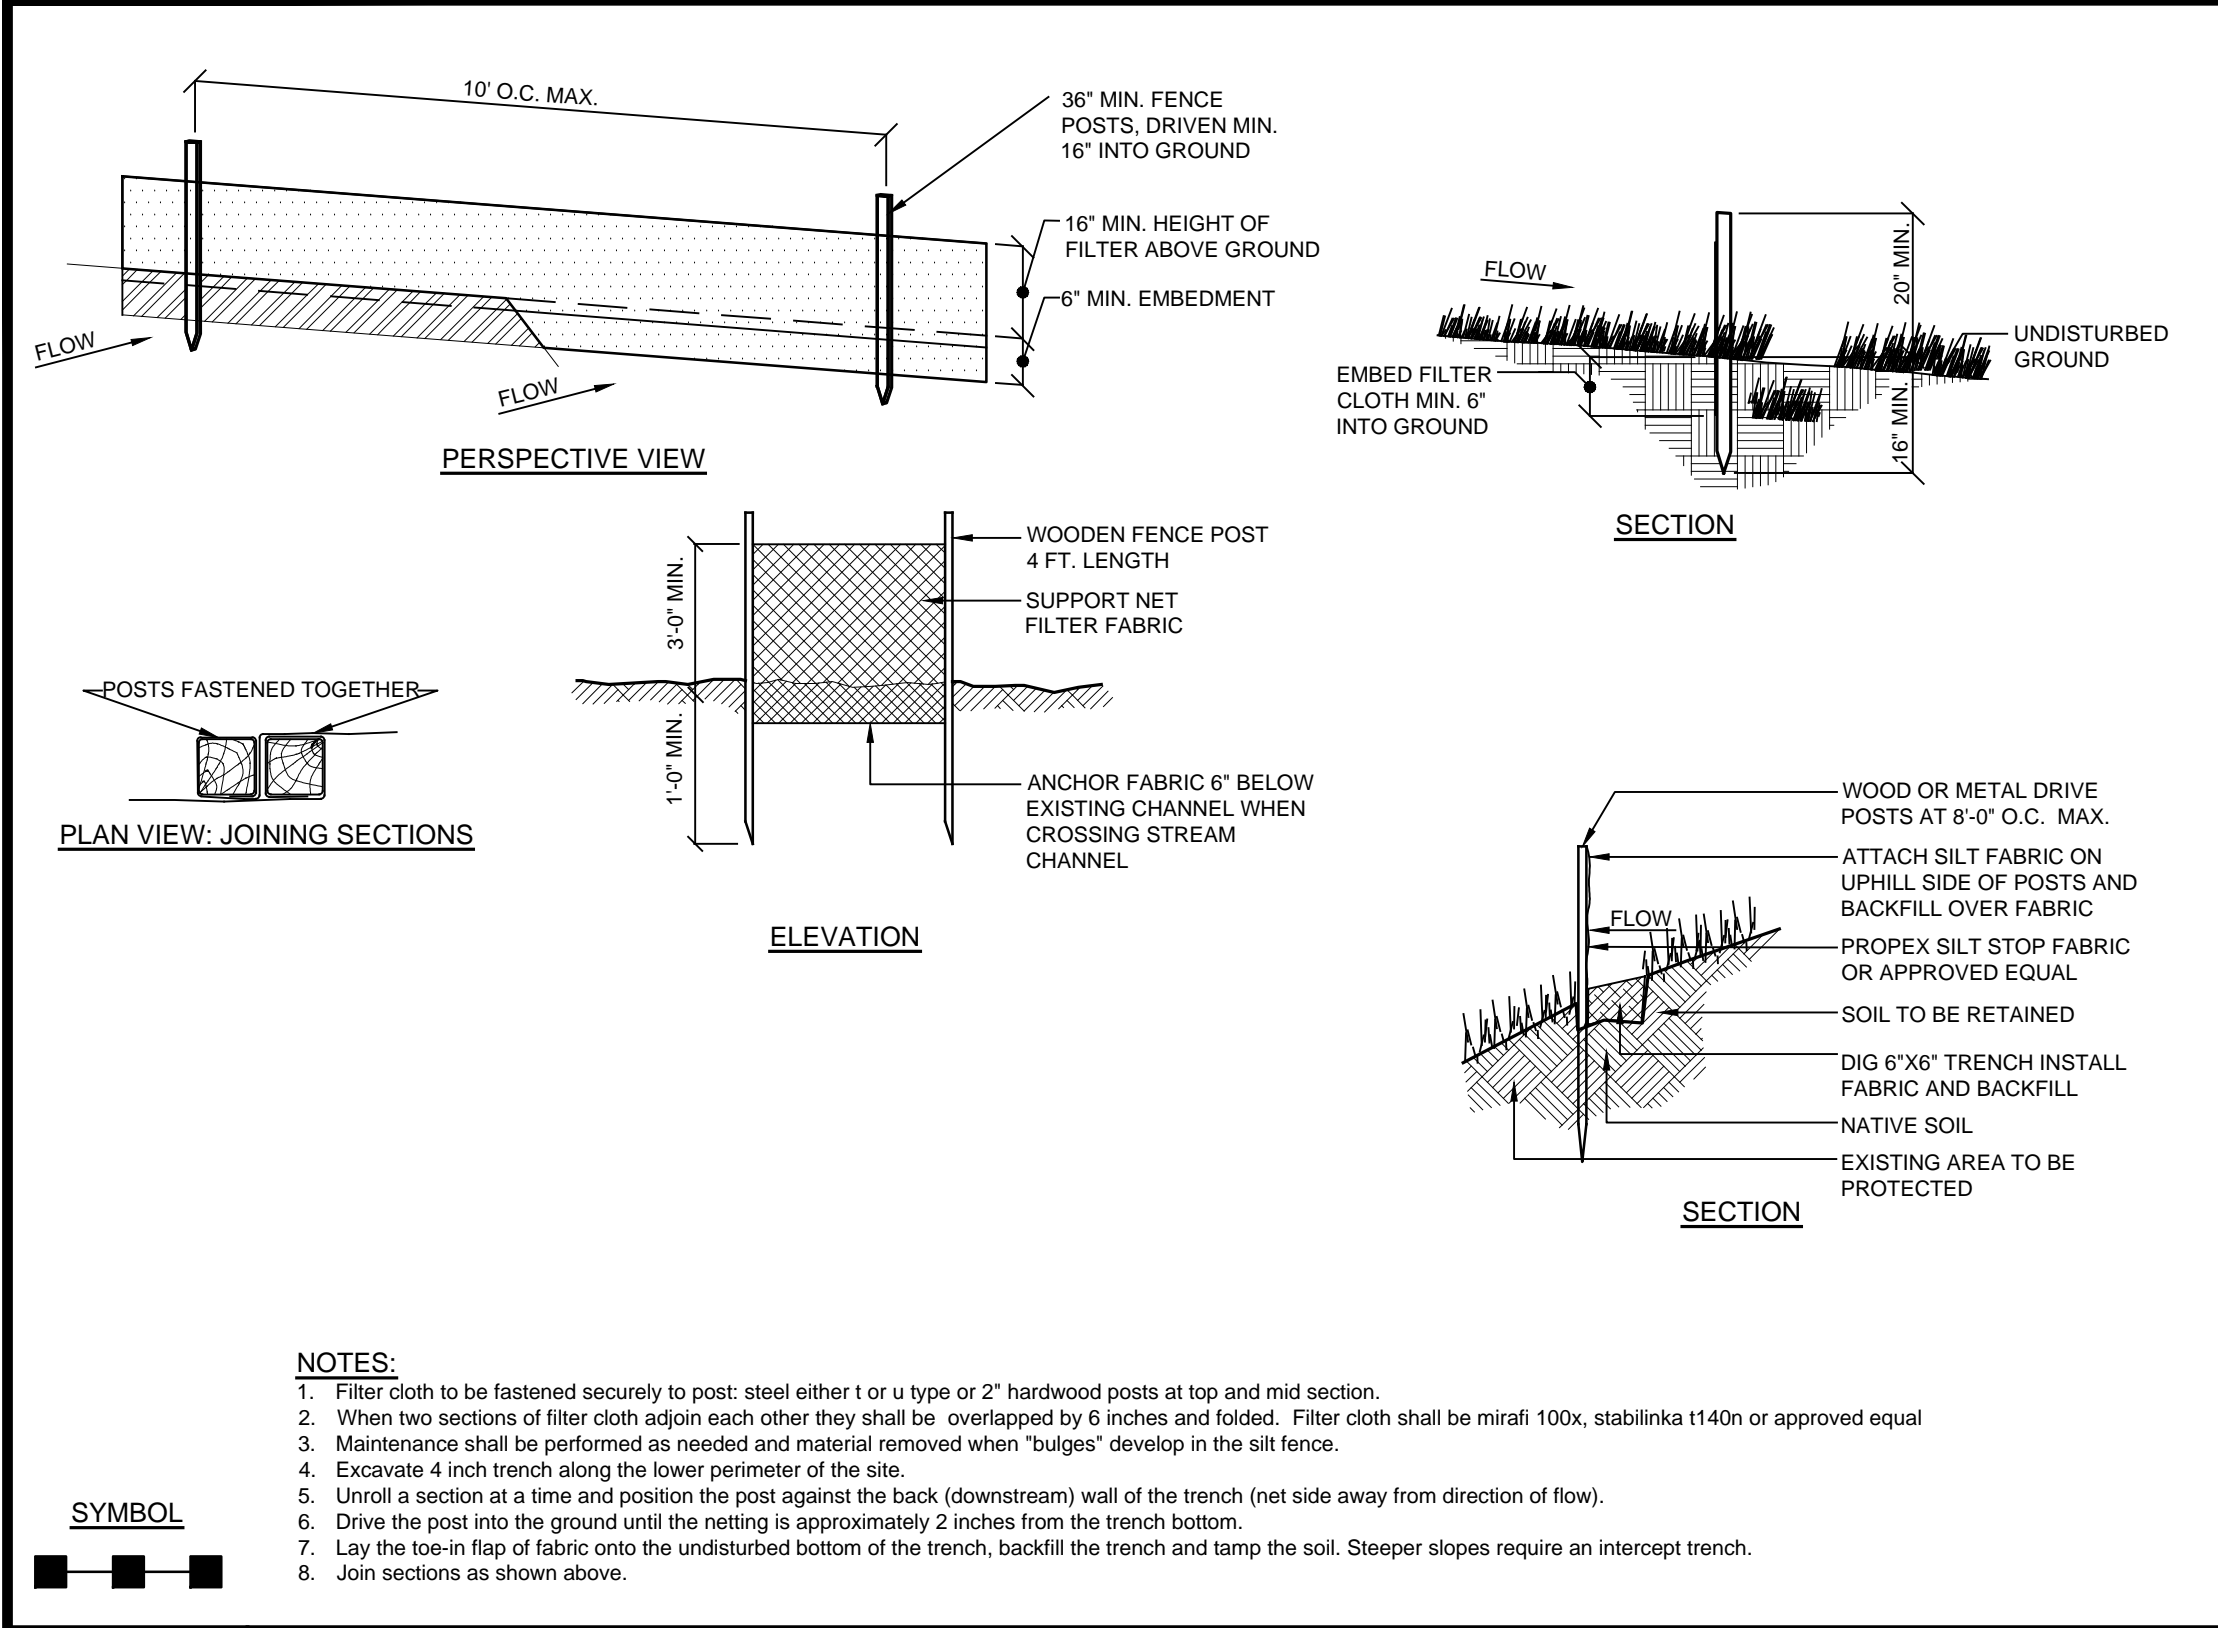 10' O.C. MAX.
36" MIN. FENCE
POSTS, DRIVEN MIN.
16" INTO GROUND
16" MIN. HEIGHT OF
FILTER ABOVE GROUND
6" MIN. EMBEDMENT
FLOW
FLOW
PERSPECTIVE VIEW
FLOW
20" MIN.
UNDISTURBED
GROUND
EMBED FILTER
CLOTH MIN. 6"
INTO GROUND
16" MIN.
SECTION
WOODEN FENCE POST
4 FT. LENGTH
3'-0" MIN.
SUPPORT NET
FILTER FABRIC
1'-0" MIN.
ANCHOR FABRIC 6" BELOW
EXISTING CHANNEL WHEN
CROSSING STREAM
CHANNEL
ELEVATION
POSTS FASTENED TOGETHER
PLAN VIEW: JOINING SECTIONS
WOOD OR METAL DRIVE
POSTS AT 8'-0" O.C.  MAX.
ATTACH SILT FABRIC ON
UPHILL SIDE OF POSTS AND
BACKFILL OVER FABRIC
FLOW
PROPEX SILT STOP FABRIC
OR APPROVED EQUAL
SOIL TO BE RETAINED
DIG 6"X6" TRENCH INSTALL
FABRIC AND BACKFILL
NATIVE SOIL
EXISTING AREA TO BE
PROTECTED
SECTION
NOTES:
1. Filter cloth to be fastened securely to post: steel either t or u type or 2" hardwood posts at top and mid section.
2. When two sections of filter cloth adjoin each other they shall be  overlapped by 6 inches and folded.  Filter cloth shall be mirafi 100x, stabilinka t140n or approved equal
3. Maintenance shall be performed as needed and material removed when "bulges" develop in the silt fence.
4. Excavate 4 inch trench along the lower perimeter of the site.
5. Unroll a section at a time and position the post against the back (downstream) wall of the trench (net side away from direction of flow).
6. Drive the post into the ground until the netting is approximately 2 inches from the trench bottom.
7. Lay the toe-in flap of fabric onto the undisturbed bottom of the trench, backfill the trench and tamp the soil. Steeper slopes require an intercept trench.
8. Join sections as shown above.
SYMBOL